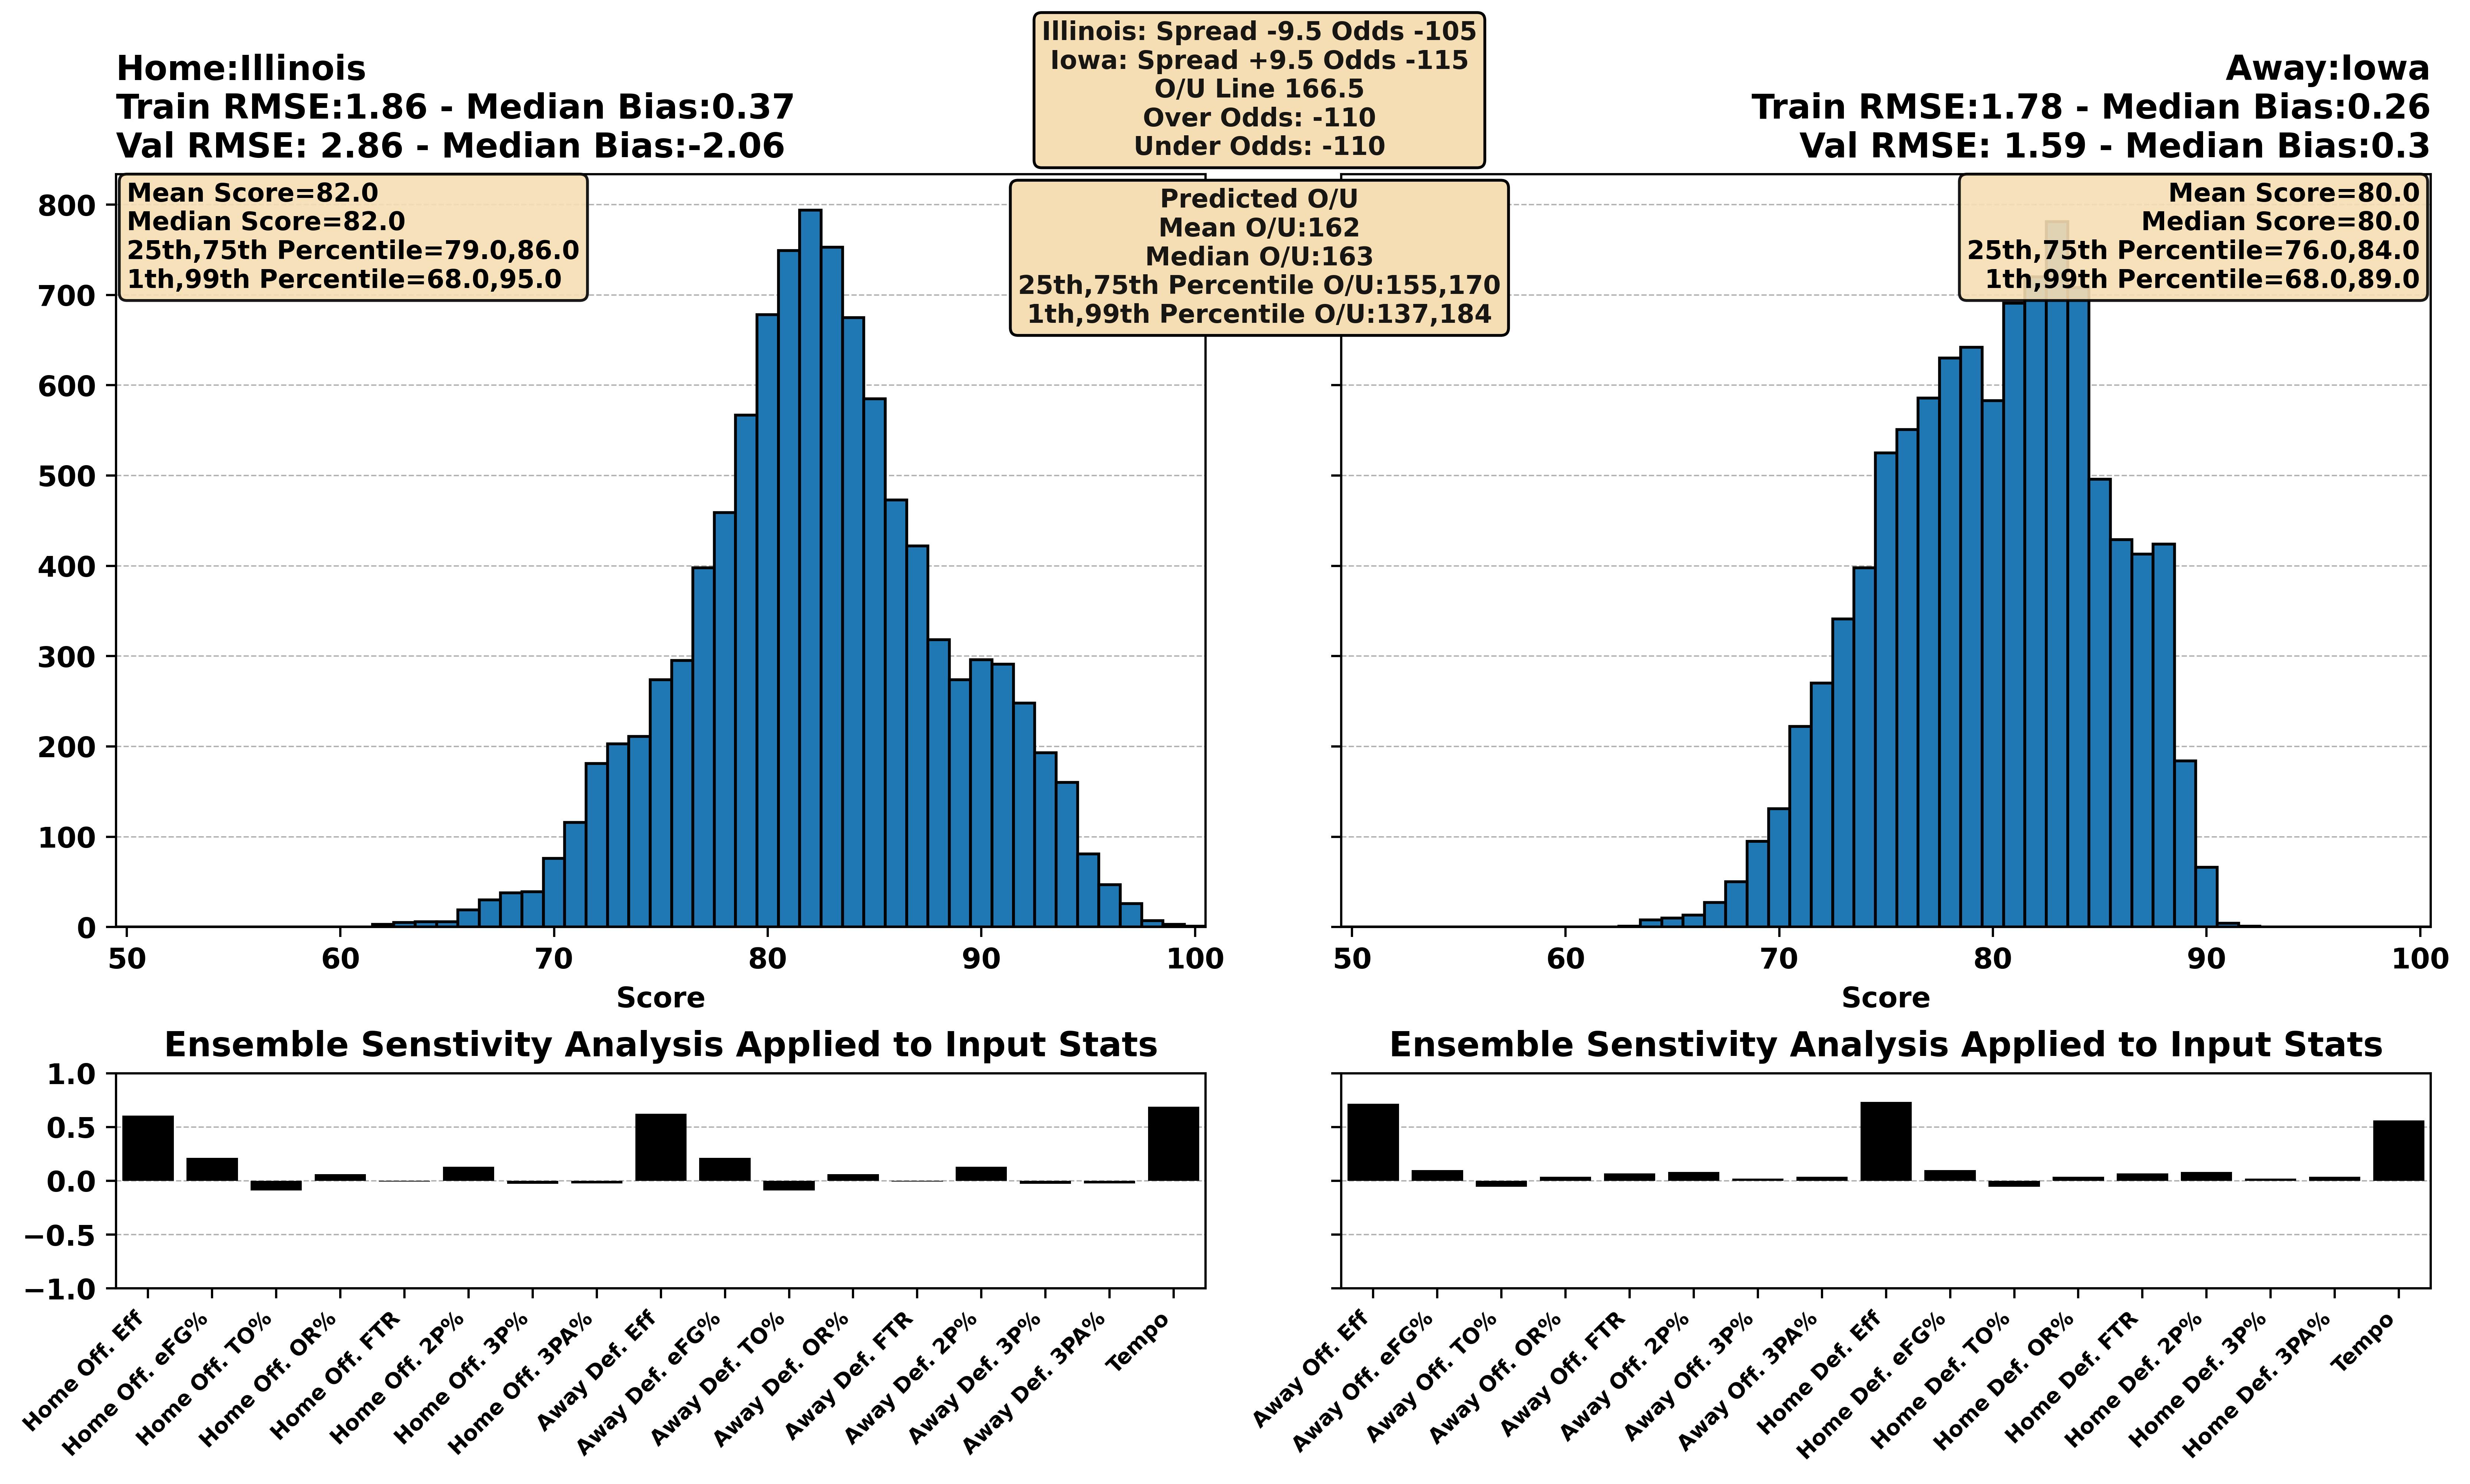 Illinois: Spread -9.5 Odds -105
Iowa: Spread +9.5 Odds -115
O/U Line 166.5
Over Odds: -110
Under Odds: -110
Home:Illinois
Train RMSE:1.86 - Median Bias:0.37
Val RMSE: 2.86 - Median Bias:-2.06
Away:Iowa
Train RMSE:1.78 - Median Bias:0.26
Val RMSE: 1.59 - Median Bias:0.3
Mean Score=82.0
Median Score=82.0
25th,75th Percentile=79.0,86.0
1th,99th Percentile=68.0,95.0
Predicted O/U
Mean O/U:162
Median O/U:163
25th,75th Percentile O/U:155,170
1th,99th Percentile O/U:137,184
Mean Score=80.0
Median Score=80.0
25th,75th Percentile=76.0,84.0
1th,99th Percentile=68.0,89.0
800
700
600
500
400
300
200
100
0
50 60 70 80 90 100
Score
50 60 70 80 90 100
Score
Ensemble Senstivity Analysis Applied to Input Stats
Ensemble Senstivity Analysis Applied to Input Stats
1.0
0.5
0.0
−0.5
−1.0
Home Off. Eff
Home Off. eFG%
Home Off. TO%
Home Off. OR%
Home Off. FTR
Home Off. 2P%
Home Off. 3P%
Home Off. 3PA%
Away Def. Eff
Away Def. eFG%
Away Def. TO%
Away Def. OR%
Away Def. FTR
Away Def. 2P%
Away Def. 3P%
Away Def. 3PA%
Tempo
Away Off. Eff
Away Off. eFG%
Away Off. TO%
Away Off. OR%
Away Off. FTR
Away Off. 2P%
Away Off. 3P%
Away Off. 3PA%
Home Def. Eff
Home Def. eFG%
Home Def. TO%
Home Def. OR%
Home Def. FTR
Home Def. 2P%
Home Def. 3P%
Home Def. 3PA%
Tempo